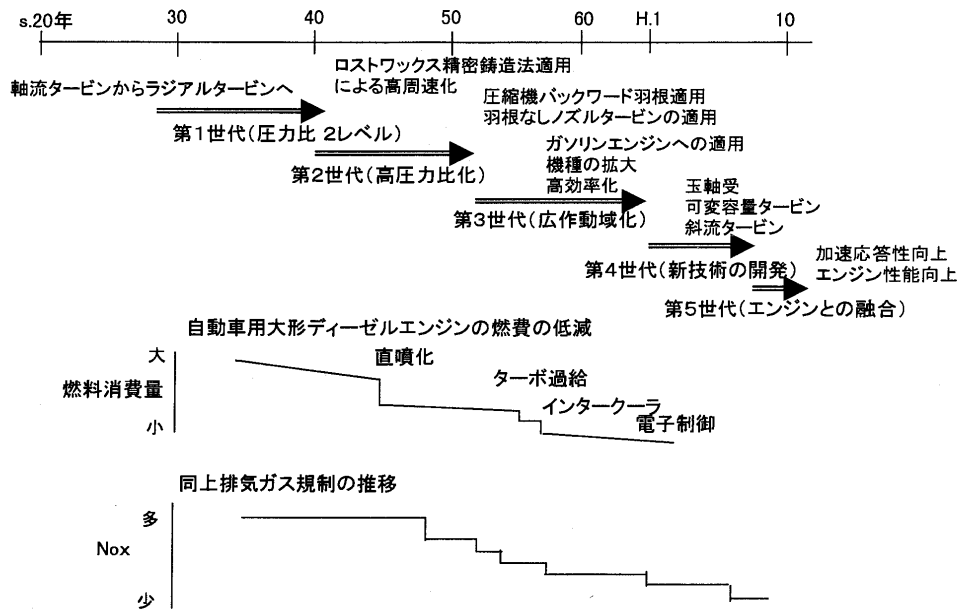 s.20年 30 40 50 60 H.1 10
ロストワックス精密鋳造法適用
による高周速化
軸流タービンからラジアルタービンへ
圧縮機バックワード羽根適用
羽根なしノズルタービンの適用
第1世代(圧力比 2レベル)
ガソリンエンジンへの適用
機種の拡大
高効率化
第2世代(高圧力比化)
玉軸受
可変容量タービン
斜流タービン
第3世代(広作動域化)
加速応答性向上
エンジン性能向上
第4世代(新技術の開発)
第5世代(エンジンとの融合)
自動車用大形ディーゼルエンジンの燃費の低減
大
燃料消費量
小
直噴化
ターボ過給
インタークーラ
電子制御
同上排気ガス規制の推移
多
Nox
少